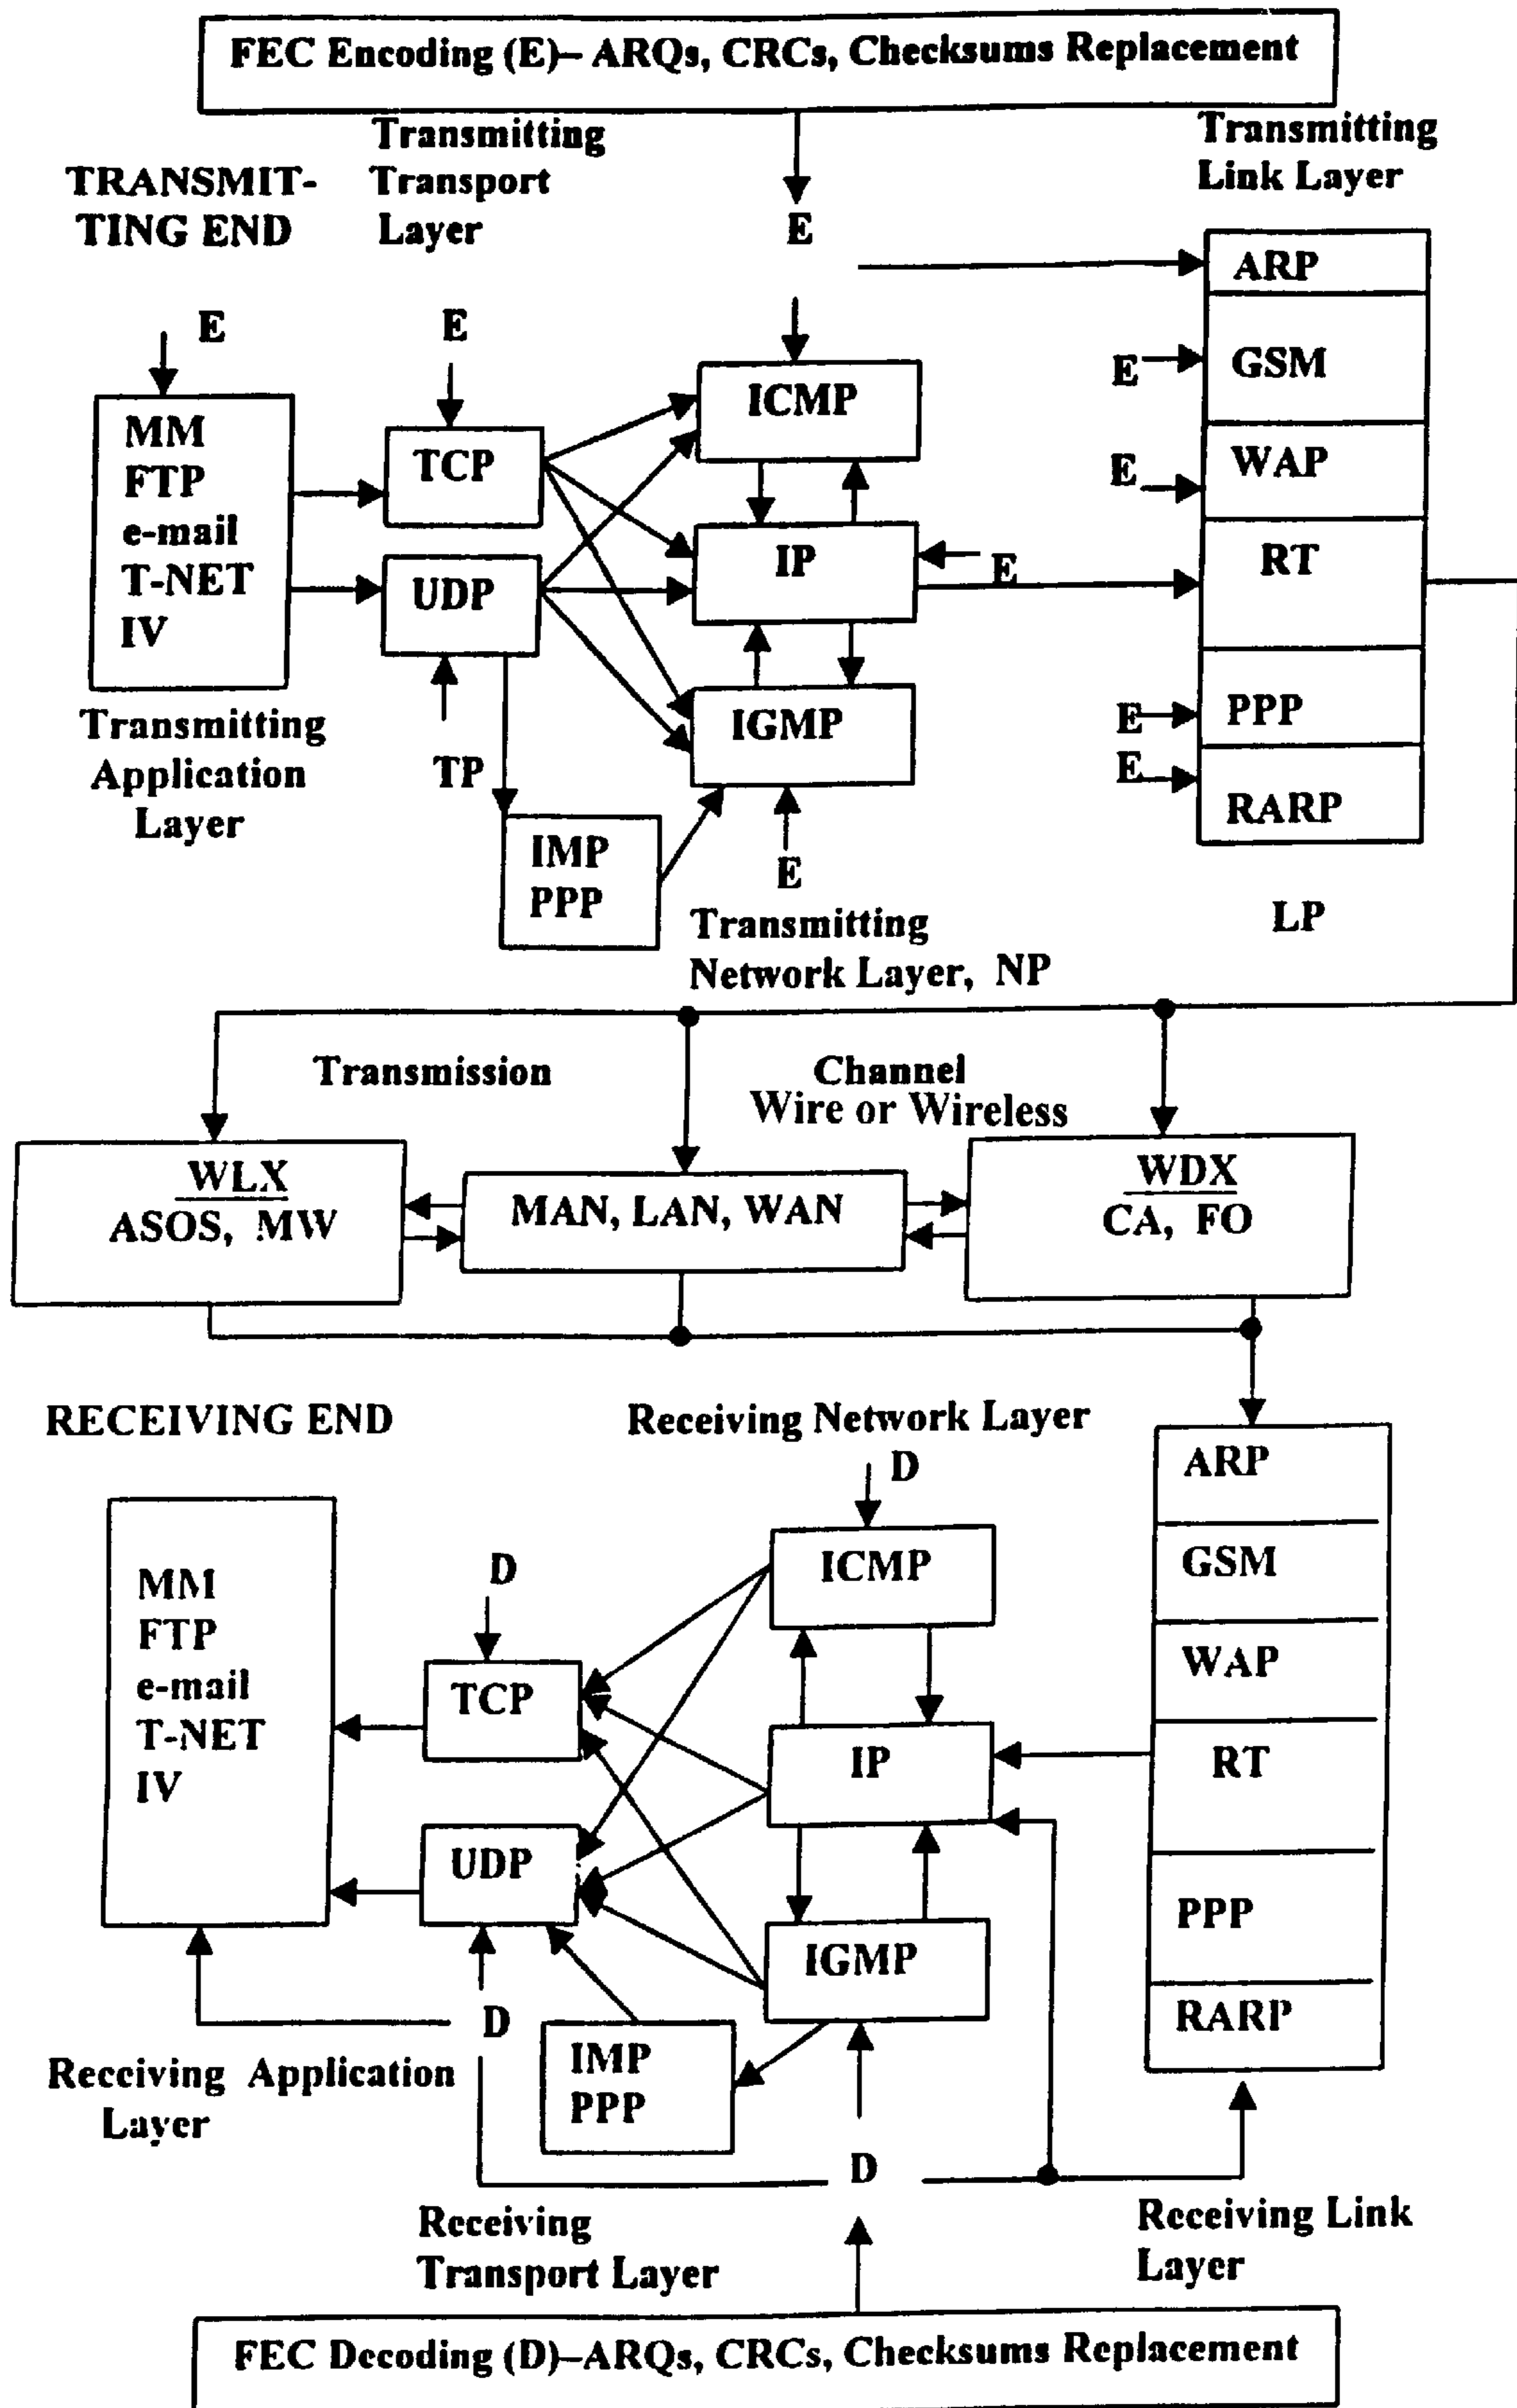 FEC Encoding (E)– ARQs, CRCs, Checksums Replacement
Transmitting
Transport
Layer
Transmitting
Link Layer
TRANSMIT-
TING END
E
E
E
MM
FTP
e-mail
T-NET
IV
Transmitting
Application
Layer
TCP
UDP
TP
IMP
PPP
ICMP
IP
E
IGMP
E
Transmitting
Network Layer, NP
ARP
E
GSM
E
WAP
RT
E
PPP
E
RARP
LP
Transmission
Channel
Wire or Wireless
WLX
ASOS, MW
MAN, LAN, WAN
WDX
CA, FO
RECEIVING END
Receiving Network Layer
D
ARP
GSM
WAP
RT
PPP
RARP
MM
FTP
e-mail
T-NET
IV
D
TCP
UDP
ICMP
IP
IGMP
D
IMP
PPP
Receiving Application
Layer
D
Receiving
Transport Layer
Receiving Link
Layer
FEC Decoding (D)–ARQs, CRCs, Checksums Replacement